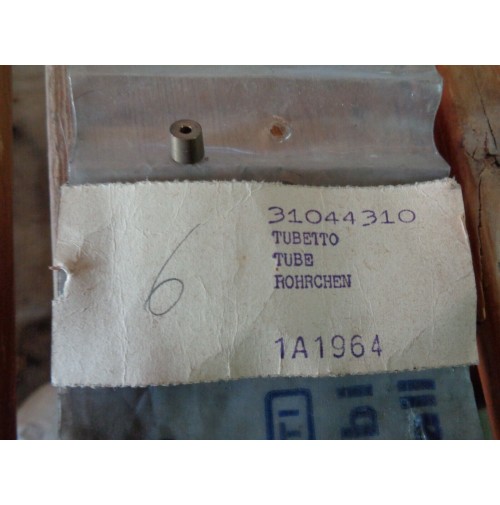 6
31044310
TUBETTO
TUBE
ROHRCHEN
1A1964